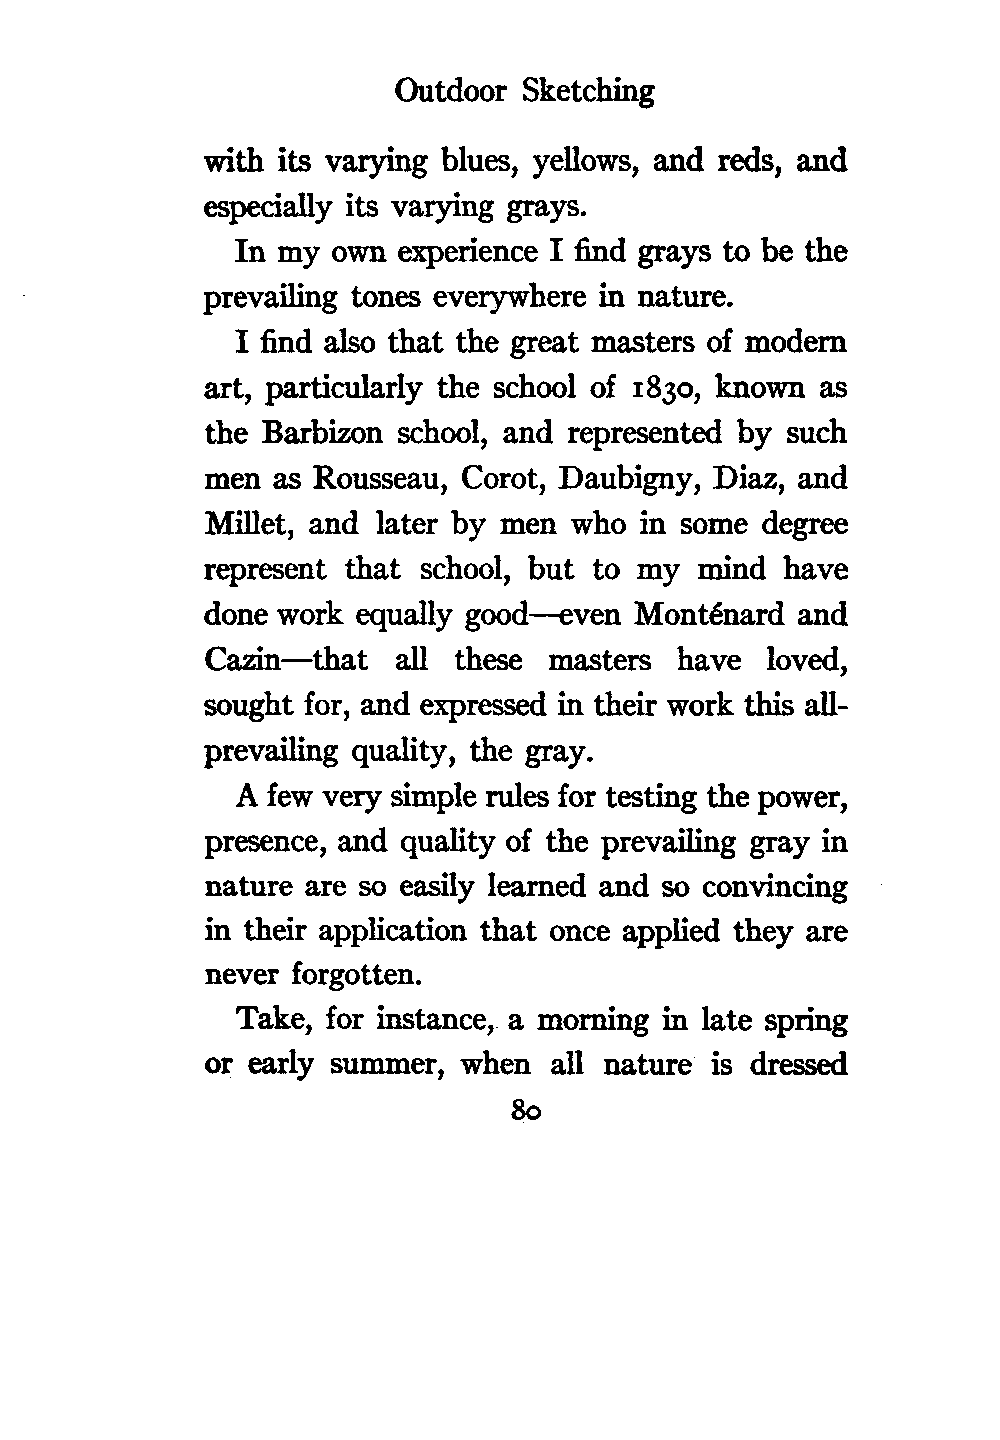 Outdoor Sketching
with its varying blues, yellows, and reds, and
especially its varying grays.
In my own experience I find grays to be the
prevailing tones everywhere in nature.
I find also that the great masters of modern
art, particularly the school of 1830, known as
the Barbizon school, and represented by such
men as Rousseau, Corot, Daubigny, Diaz, and
Millet, and later by men who in some degree
represent that school, but to my mind have
done work equally good—even Monténard and
Cazin—that all these masters have loved,
sought for, and expressed in their work this all-
prevailing quality, the gray.
A few very simple rules for testing the power,
presence, and quality of the prevailing gray in
nature are so easily learned and so convincing
in their application that once applied they are
never forgotten.
Take, for instance, a morning in late spring
or early summer, when all nature is dressed
80